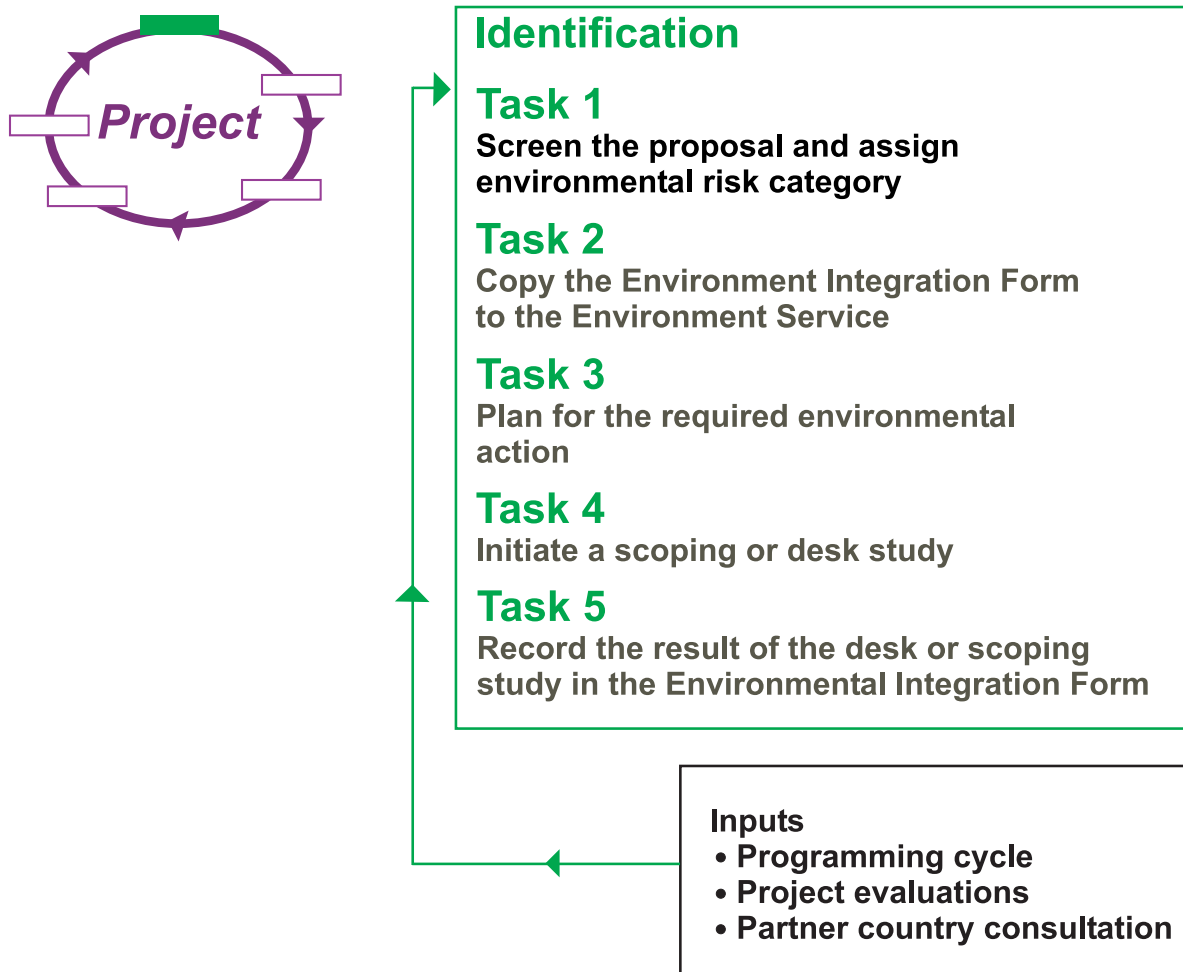 Project
Identification
Task 1
Screen the proposal and assign
environmental risk category
Task 2
Copy the Environment Integration Form
to the Environment Service
Task 3
Plan for the required environmental
action
Task 4
Initiate a scoping or desk study
Task 5
Record the result of the desk or scoping
study in the Environmental Integration Form
Inputs
• Programming cycle
• Project evaluations
• Partner country consultation